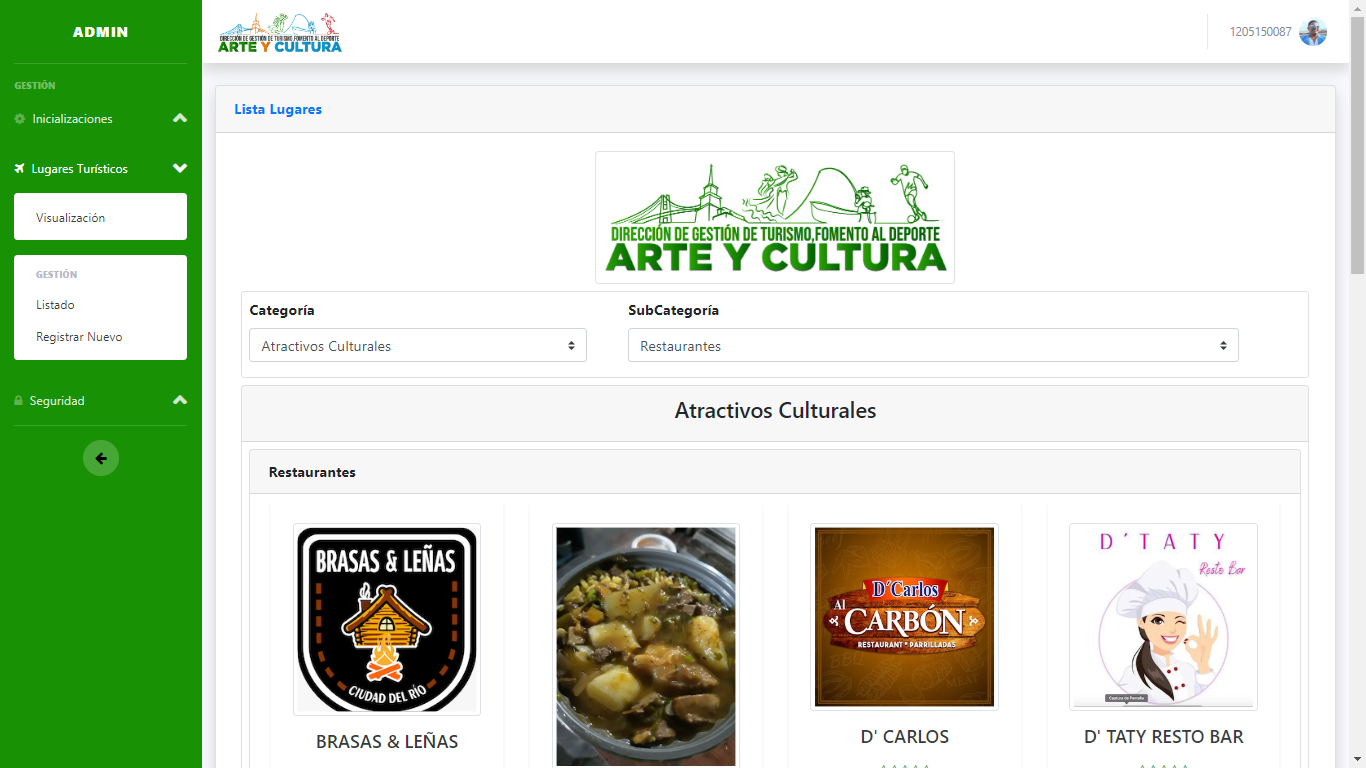 ADMIN
GESTIÓN
Inicializaciones
Lugares Turísticos
Visualización
GESTIÓN
Listado
Registrar Nuevo
Seguridad
DIRECCIÓN DE GESTIÓN DE TURISMO,FOMENTO AL DEPORTE
ARTE Y CULTURA
1205150087
Lista Lugares
DIRECCIÓN DE GESTIÓN DE TURISMO,FOMENTO AL DEPORTE
ARTE Y CULTURA
Categoría
SubCategoría
Atractivos Culturales
Restaurantes
Atractivos Culturales
Restaurantes
BRASAS & LEÑAS
CIUDAD DEL RÍO
BRASAS & LEÑAS
D'Carlos
Al
CARBÓN
RESTAURANT * PARRILLADAS
D' CARLOS
D'TATY
Resto Bar
Captura de Pantalla
D' TATY RESTO BAR